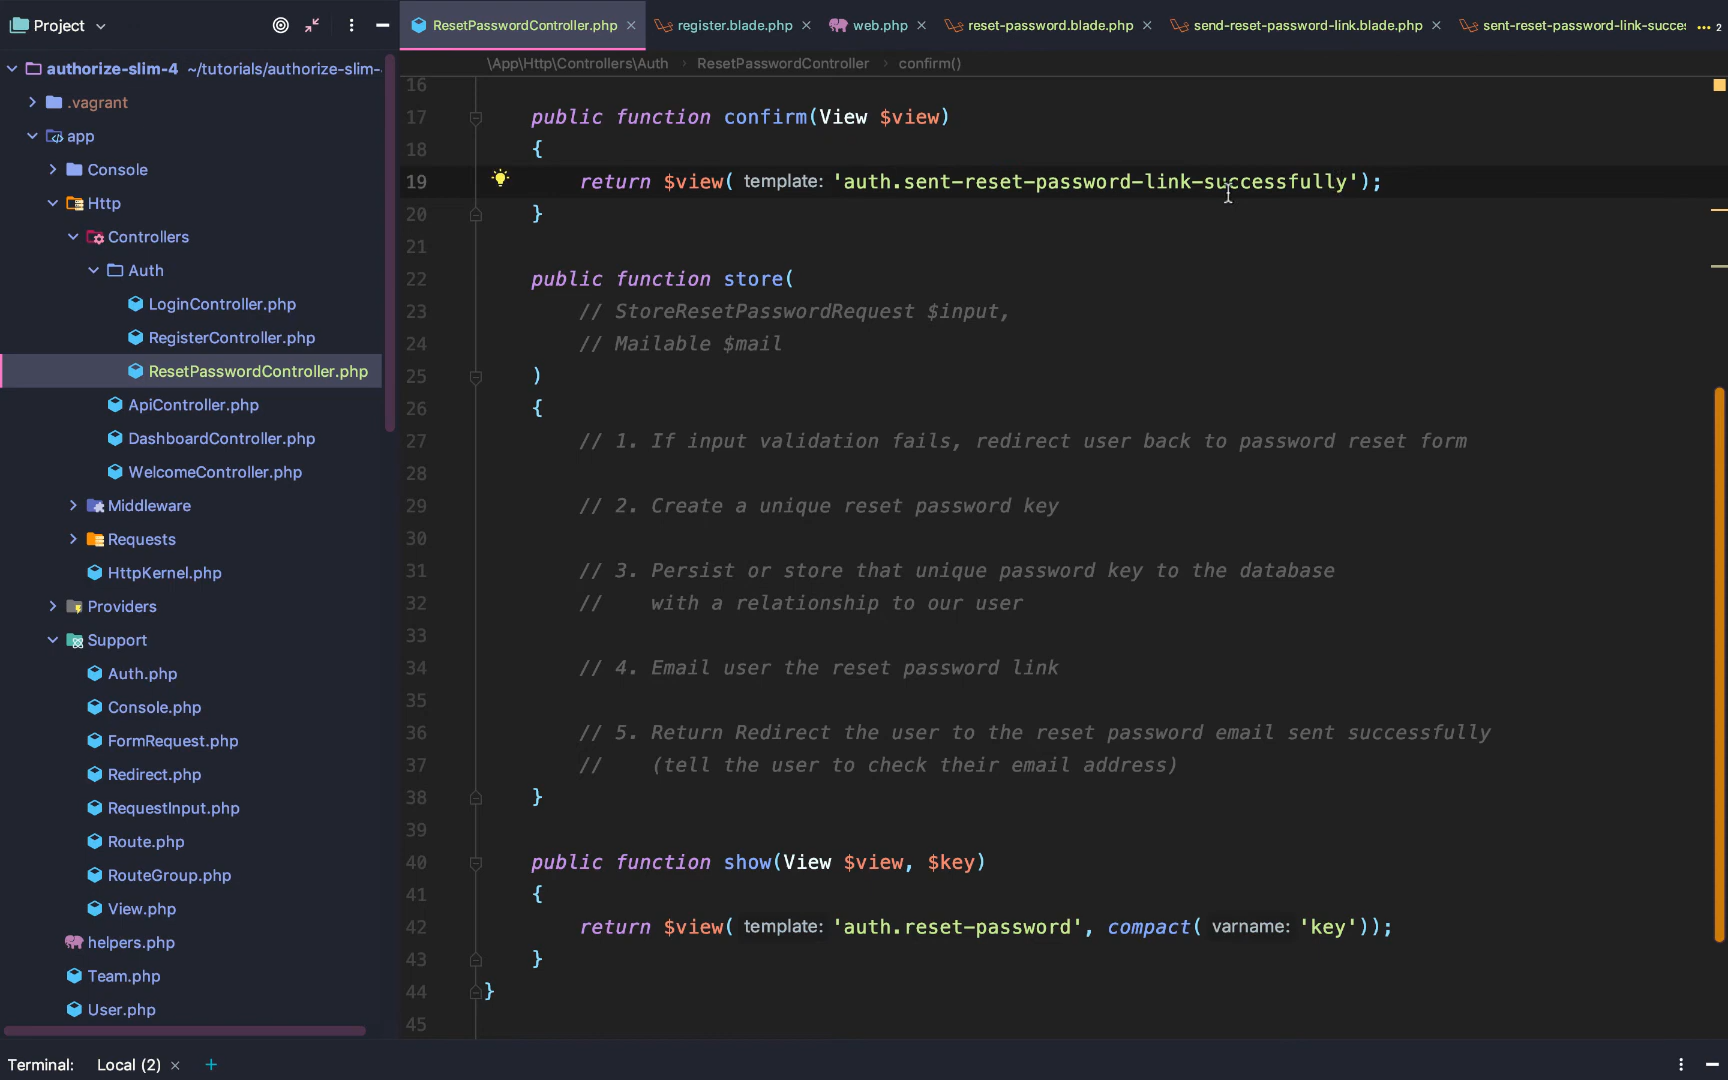 Project
ResetPasswordController.php
register.blade.php
web.php
reset-password.blade.php
send-reset-password-link.blade.php
sent-reset-password-link-succes
2
authorize-slim-4 ~/tutorials/authorize-slim-
.vagrant
app
Console
Http
Controllers
Auth
LoginController.php
RegisterController.php
ResetPasswordController.php
ApiController.php
DashboardController.php
WelcomeController.php
Middleware
Requests
HttpKernel.php
Providers
Support
Auth.php
Console.php
FormRequest.php
Redirect.php
RequestInput.php
Route.php
RouteGroup.php
View.php
helpers.php
Team.php
User.php
\App\Http\Controllers\Auth › ResetPasswordController › confirm()
16
17 public function confirm(View $view)
18 {
19 return $view( template: 'auth.sent-reset-password-link-successfully');
20 }
21
22 public function store(
23 // StoreResetPasswordRequest $input,
24 // Mailable $mail
25 )
26 {
27 // 1. If input validation fails, redirect user back to password reset form
28
29 // 2. Create a unique reset password key
30
31 // 3. Persist or store that unique password key to the database
32 // with a relationship to our user
33
34 // 4. Email user the reset password link
35
36 // 5. Return Redirect the user to the reset password email sent successfully
37 // (tell the user to check their email address)
38 }
39
40 public function show(View $view, $key)
41 {
42 return $view( template: 'auth.reset-password', compact( varname: 'key'));
43 }
44 }
45
Terminal: Local (2) × +